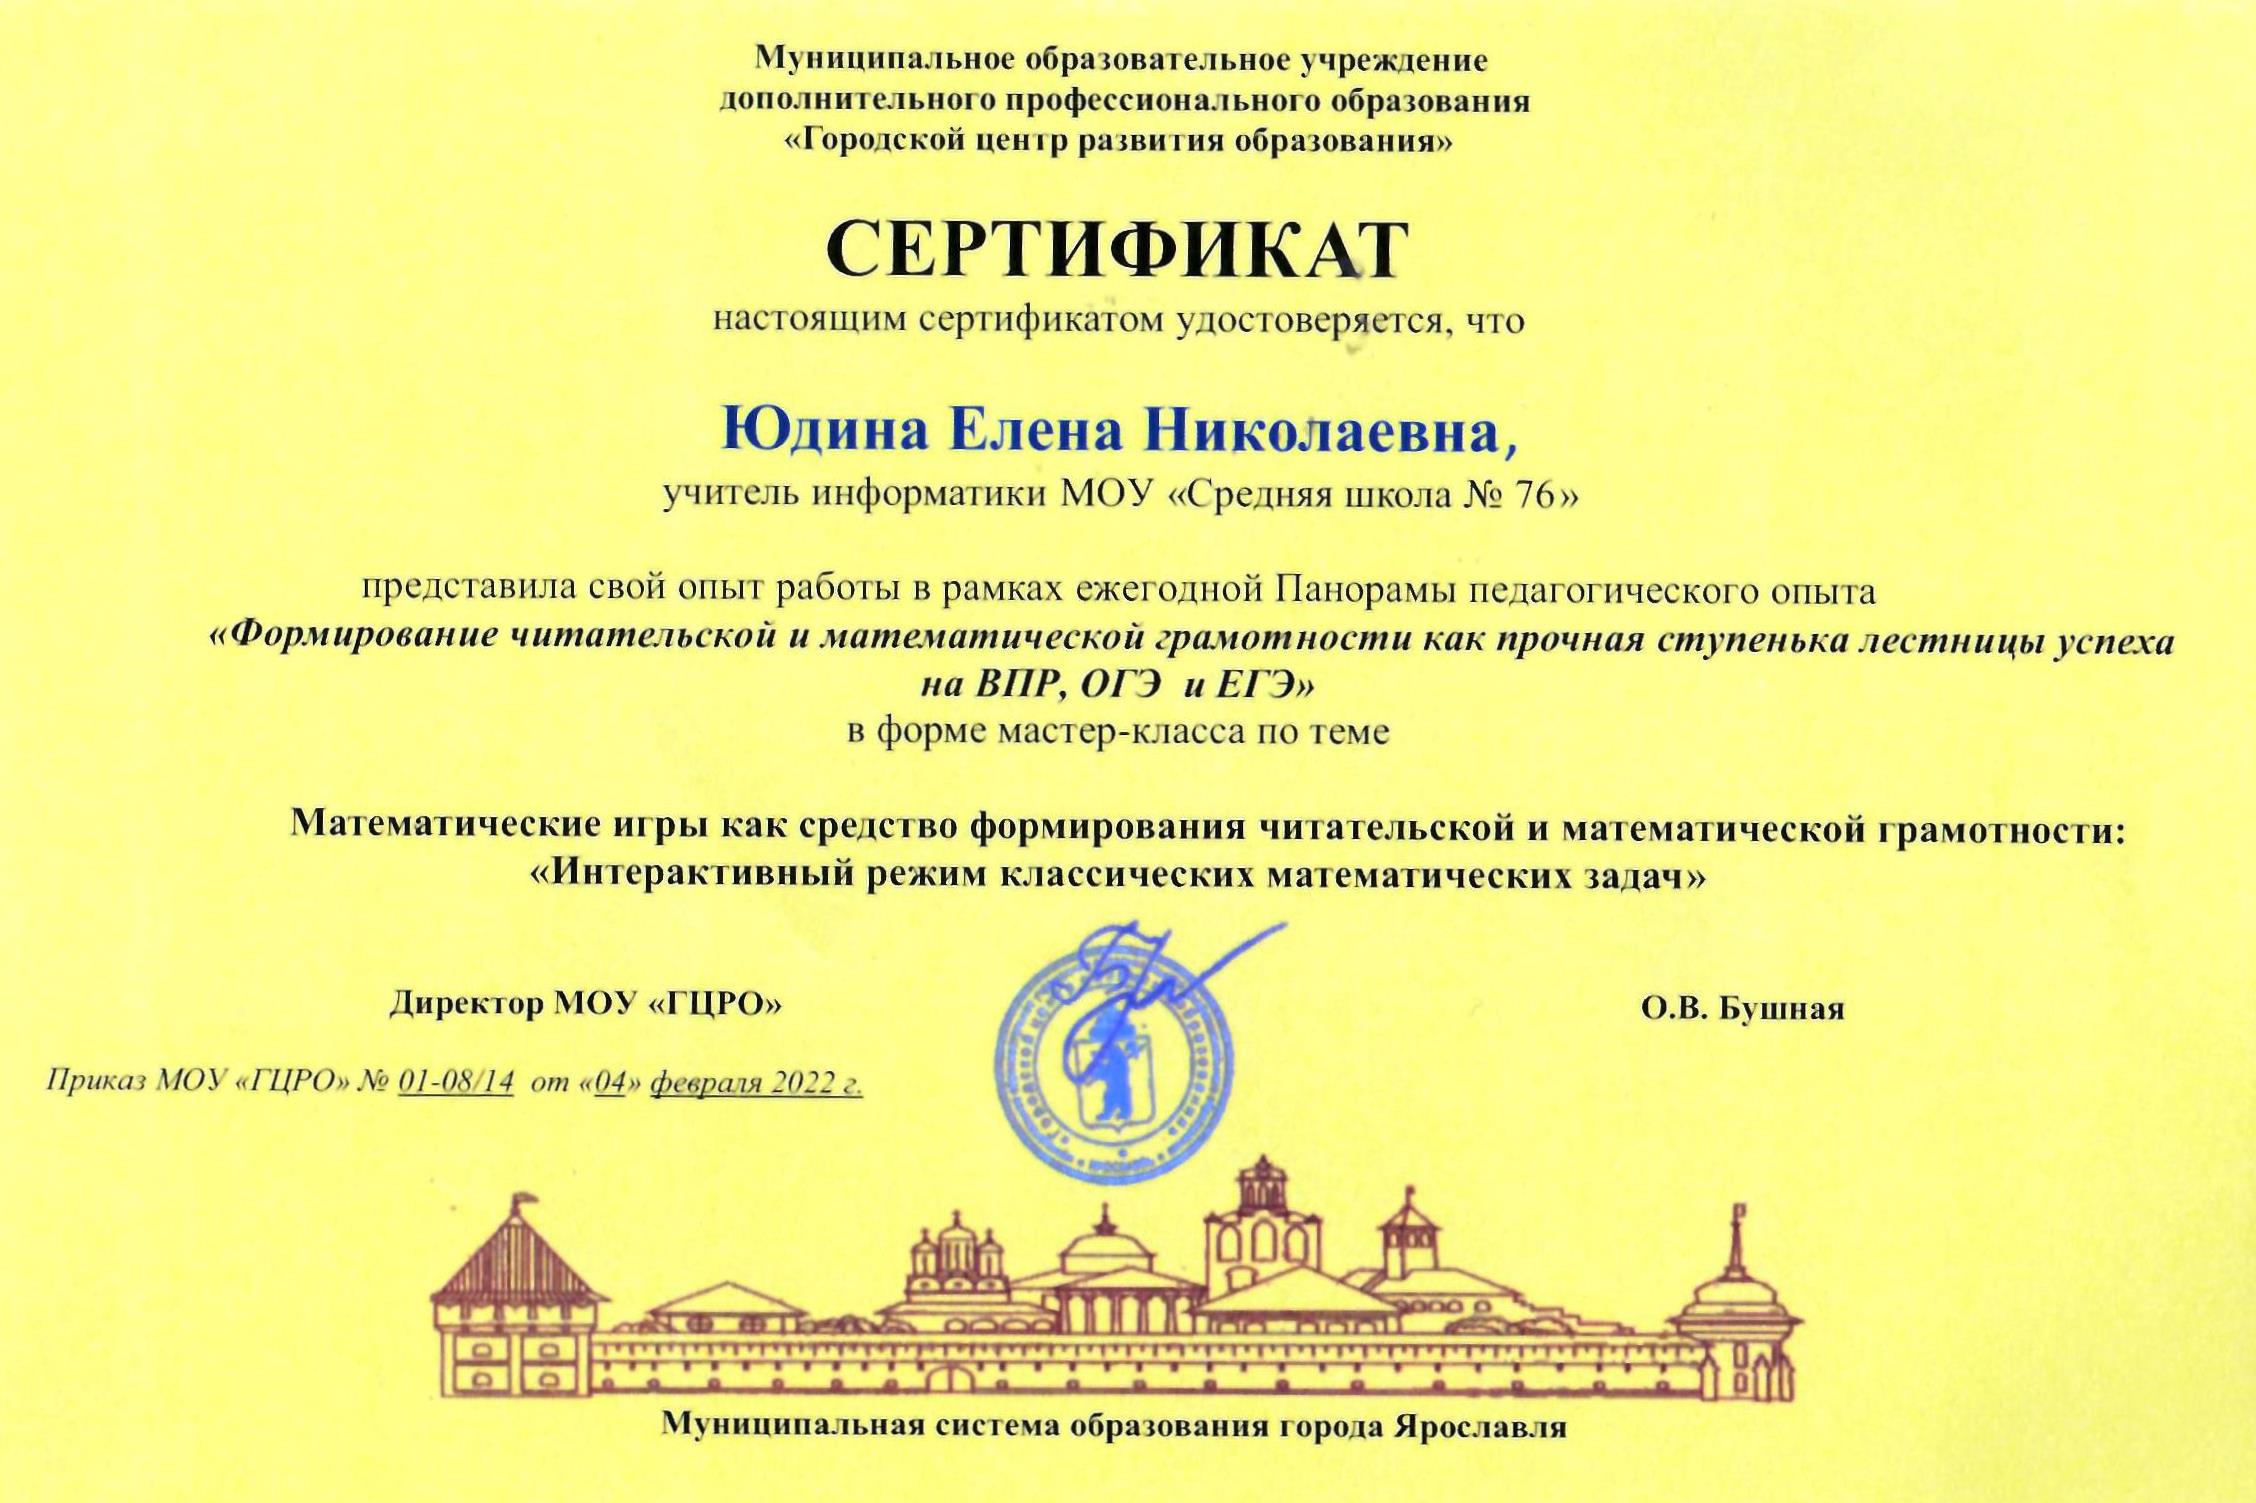 Муниципальное образовательное учреждение
дополнительного профессионального образования
«Городской центр развития образования»
СЕРТИФИКАТ
настоящим сертификатом удостоверяется, что
Юдина Елена Николаевна,
учитель информатики МОУ «Средняя школа № 76»
представила свой опыт работы в рамках ежегодной Панорамы педагогического опыта
«Формирование читательской и математической грамотности как прочная ступенька лестницы успеха
на ВПР, ОГЭ и ЕГЭ»
в форме мастер-класса по теме
Математические игры как средство формирования читательской и математической грамотности:
«Интерактивный режим классических математических задач»
Директор МОУ «ГЦРО»
О.В. Бушная
Приказ МОУ «ГЦРО» № 01-08/14 от «04» февраля 2022 г.
Муниципальная система образования города Ярославля